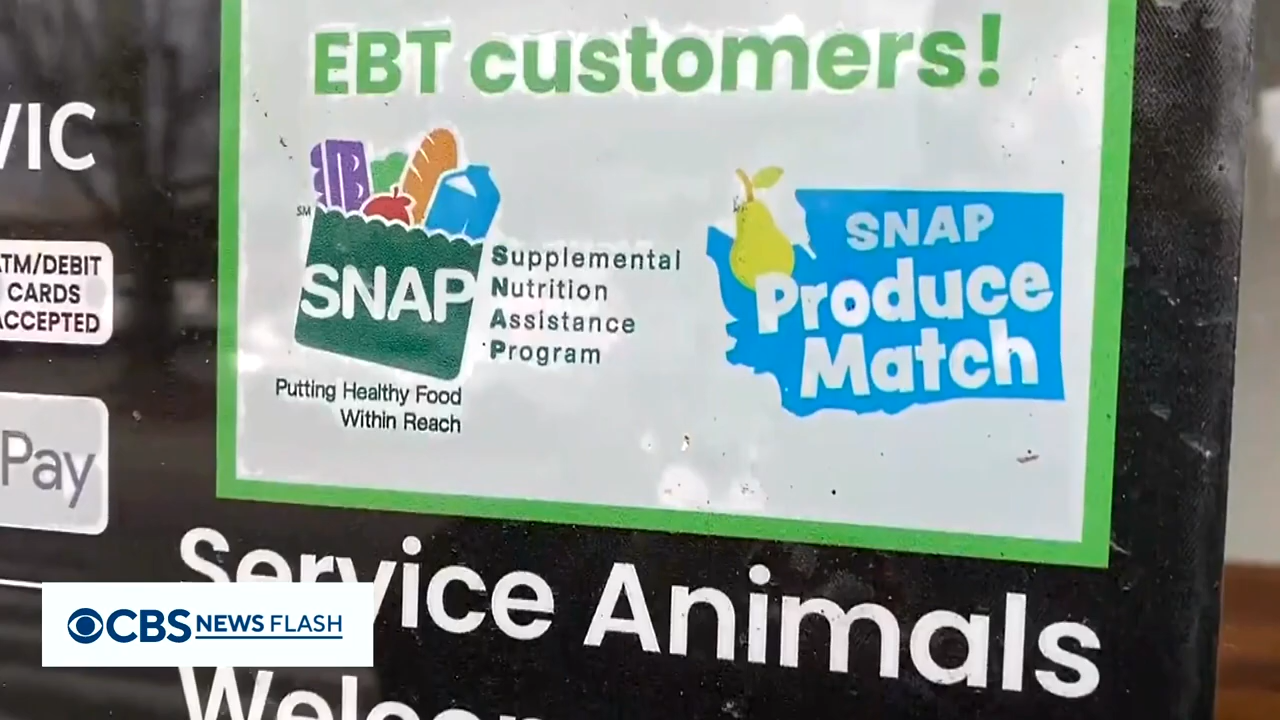 EBT customers!
SM
SNAP
Supplemental
Nutrition
Assistance
Program
Putting Healthy Food
Within Reach
SNAP
Produce
Match
ATM/DEBIT
CARDS
ACCEPTED
Pay
Service Animals
CBS NEWS FLASH